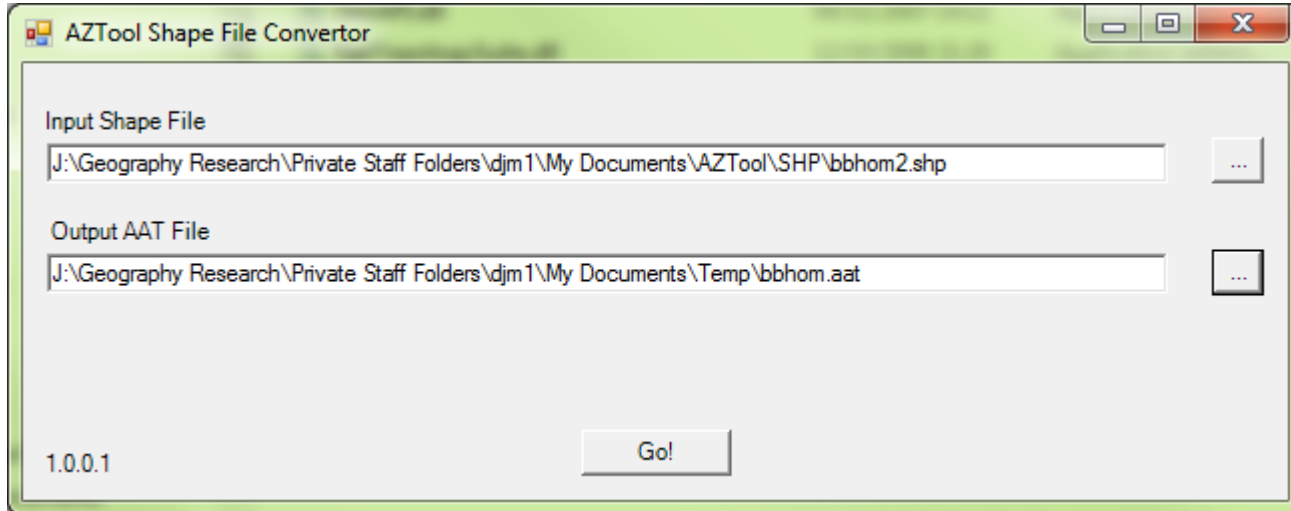 AZTool Shape File Convertor
Input Shape File
J:\Geography Research\Private Staff Folders\djm1\My Documents\AZTool\SHP\bbhom2.shp
...
Output AAT File
J:\Geography Research\Private Staff Folders\djm1\My Documents\Temp\bbhom.aat
...
Go!
1.0.0.1